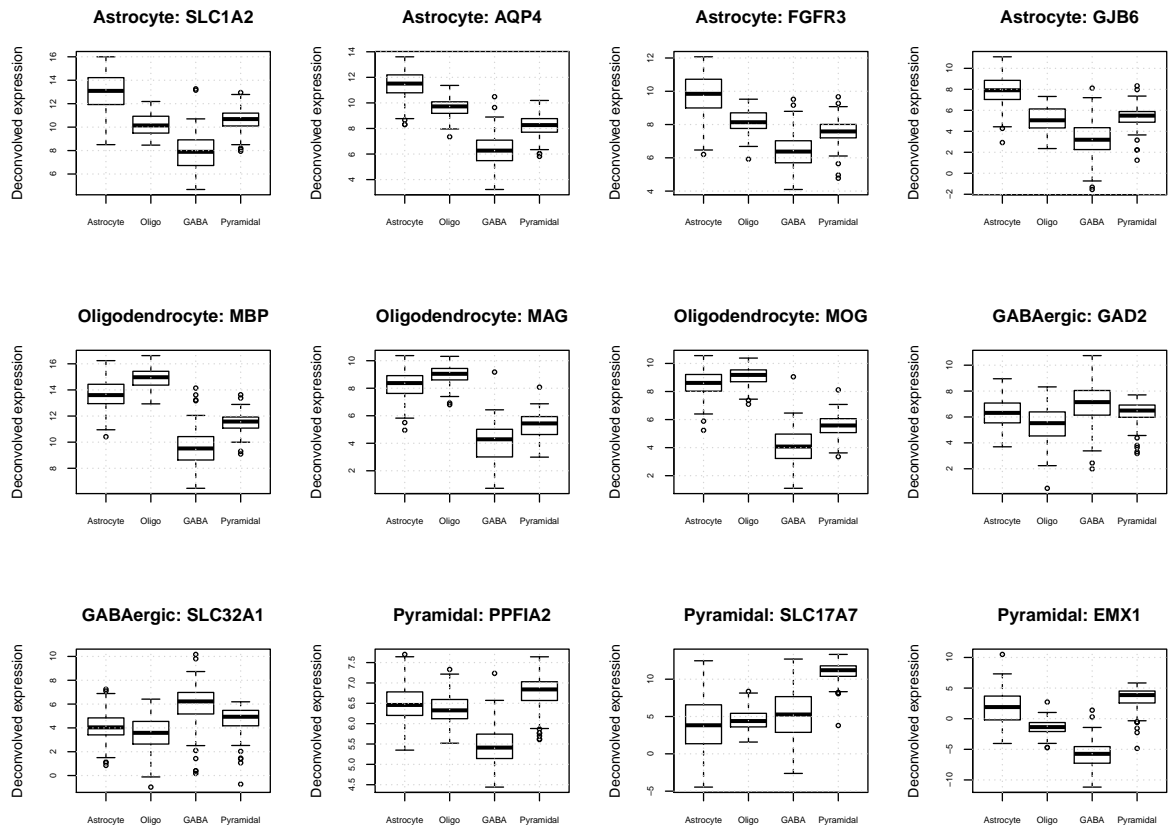 Astrocyte: SLC1A2
Deconvolved expression
16
14
12
10
8
6
Astrocyte Oligo GABA Pyramidal
Astrocyte: AQP4
Deconvolved expression
14
12
10
8
6
4
Astrocyte Oligo GABA Pyramidal
Astrocyte: FGFR3
Deconvolved expression
12
10
8
6
4
Astrocyte Oligo GABA Pyramidal
Astrocyte: GJB6
Deconvolved expression
10
8
6
4
2
0
−2
Astrocyte Oligo GABA Pyramidal
Oligodendrocyte: MBP
Deconvolved expression
16
14
12
10
8
Astrocyte Oligo GABA Pyramidal
Oligodendrocyte: MAG
Deconvolved expression
10
8
6
4
2
Astrocyte Oligo GABA Pyramidal
Oligodendrocyte: MOG
Deconvolved expression
10
8
6
4
2
Astrocyte Oligo GABA Pyramidal
GABAergic: GAD2
Deconvolved expression
10
8
6
4
2
Astrocyte Oligo GABA Pyramidal
GABAergic: SLC32A1
Deconvolved expression
10
8
6
4
2
0
Astrocyte Oligo GABA Pyramidal
Pyramidal: PPFIA2
Deconvolved expression
7.5
7.0
6.5
6.0
5.5
5.0
4.5
Astrocyte Oligo GABA Pyramidal
Pyramidal: SLC17A7
Deconvolved expression
10
5
0
−5
Astrocyte Oligo GABA Pyramidal
Pyramidal: EMX1
Deconvolved expression
10
5
0
−5
−10
Astrocyte Oligo GABA Pyramidal